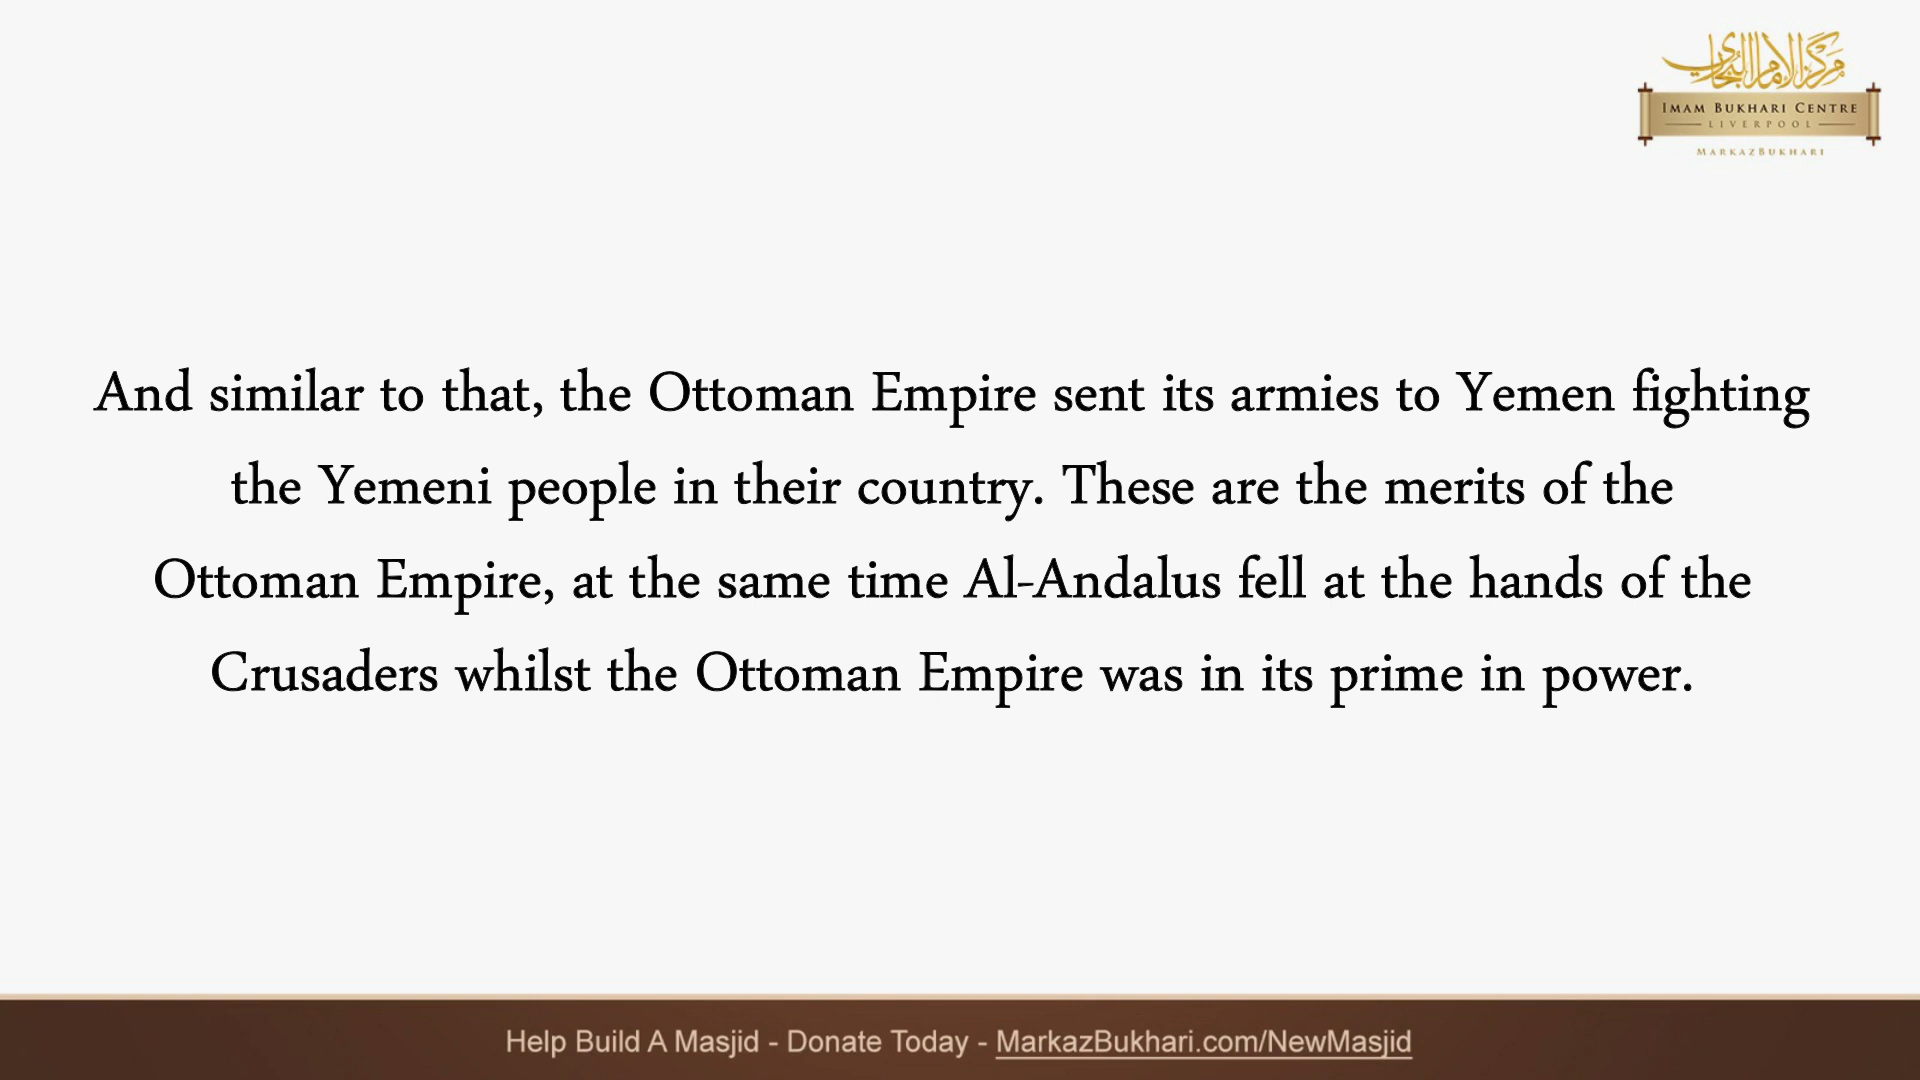 مركز الامام البخاري
IMAM BUKHARI CENTRE
LIVERPOOL
MARKAZBUKHARI
And similar to that, the Ottoman Empire sent its armies to Yemen fighting
the Yemeni people in their country. These are the merits of the
Ottoman Empire, at the same time Al-Andalus fell at the hands of the
Crusaders whilst the Ottoman Empire was in its prime in power.
Help Build A Masjid - Donate Today - MarkazBukhari.com/NewMasjid